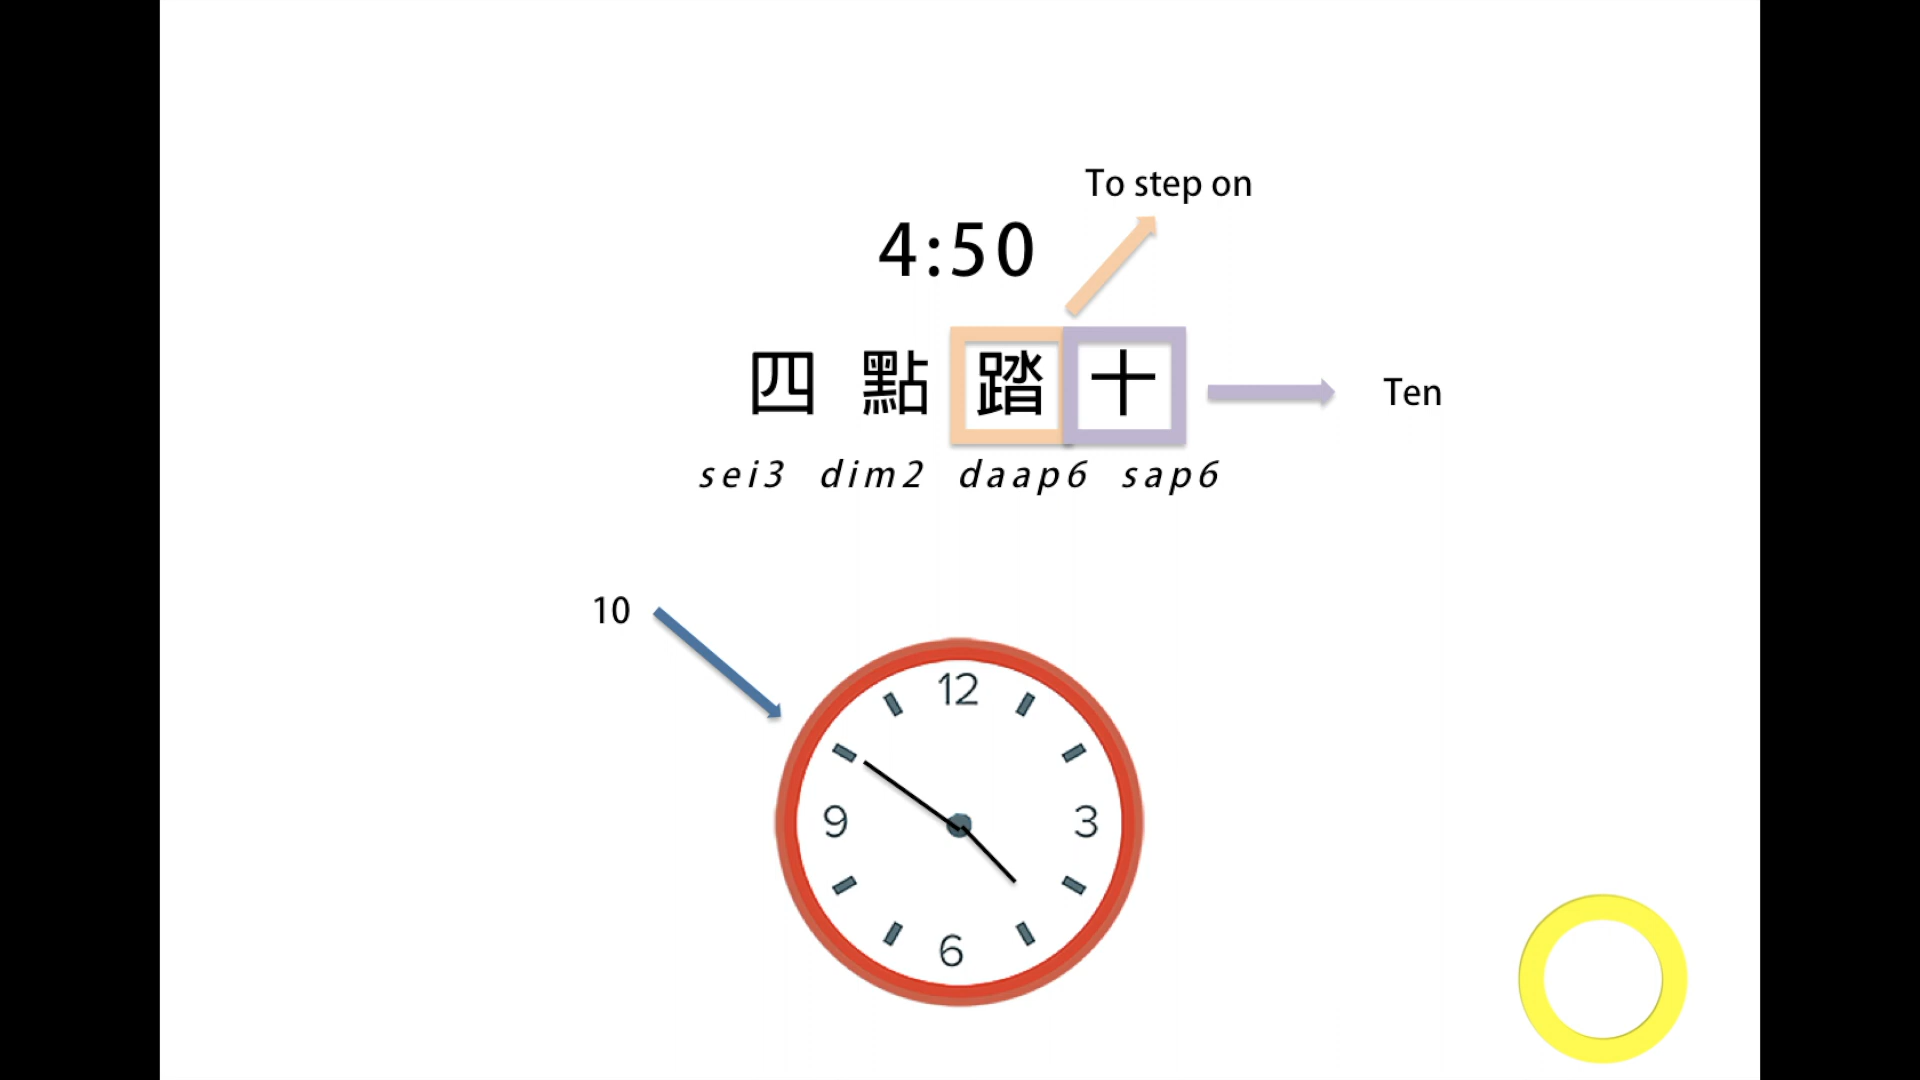 To step on
4:50
四 點 踏 十
Ten
sei3 dim2 daap6 sap6
10
12
9
3
6